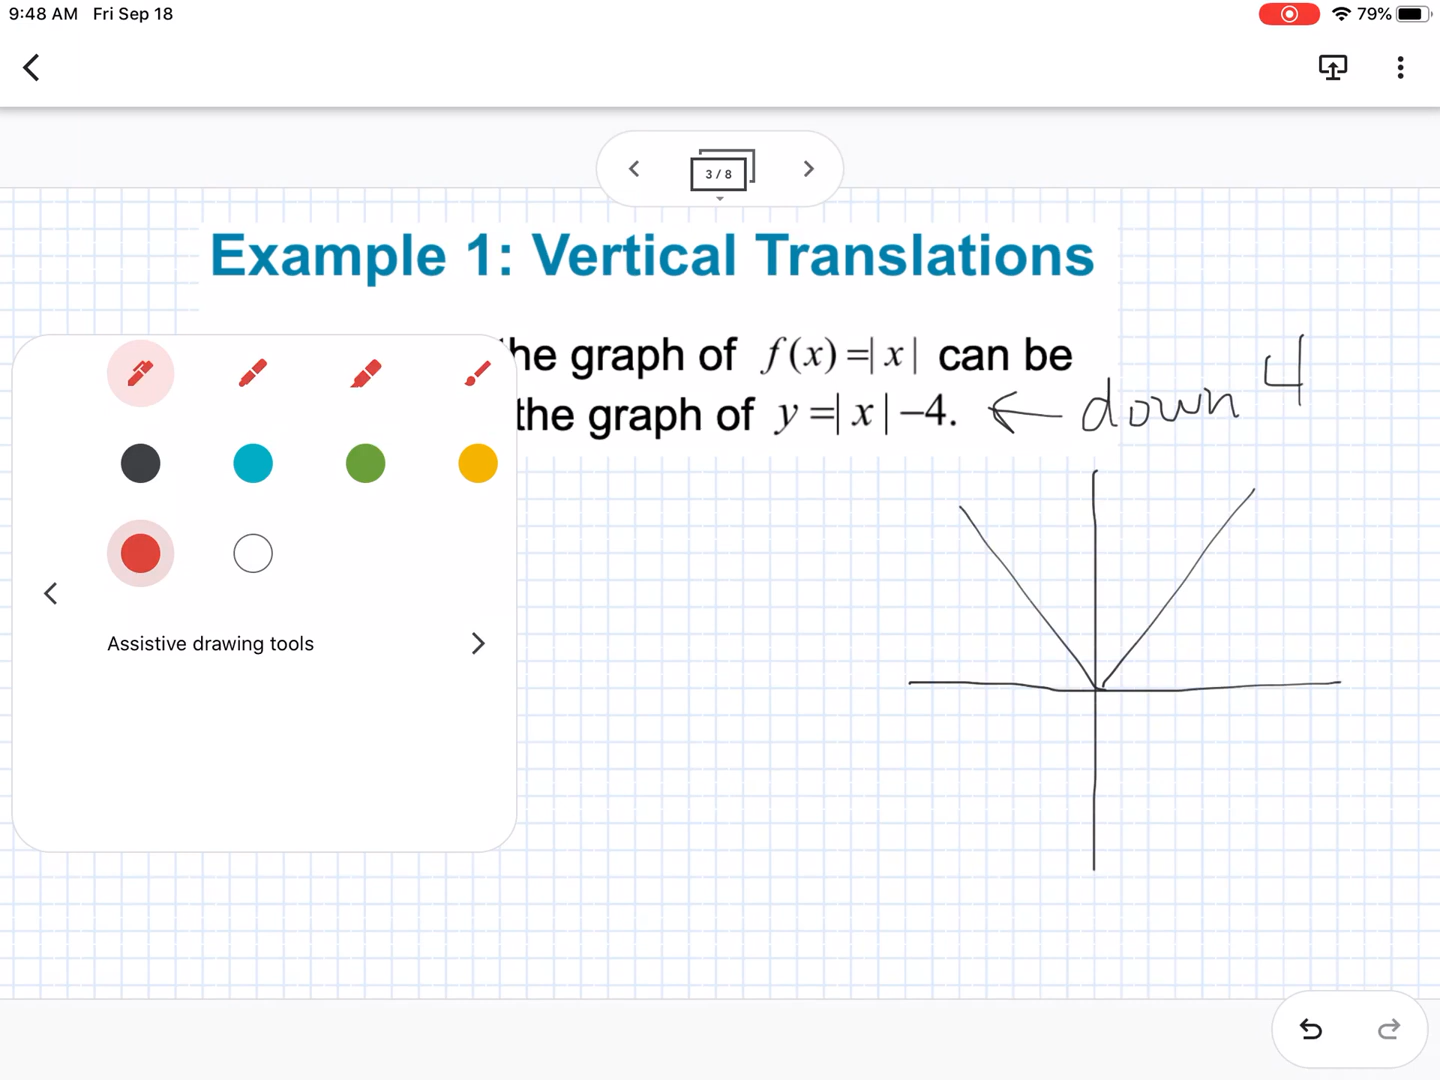 9:48 AM Fri Sep 18
79%
3 / 8
Example 1: Vertical Translations
the graph of f(x) =| x | can be
the graph of y =| x | −4. ← down 4
Assistive drawing tools